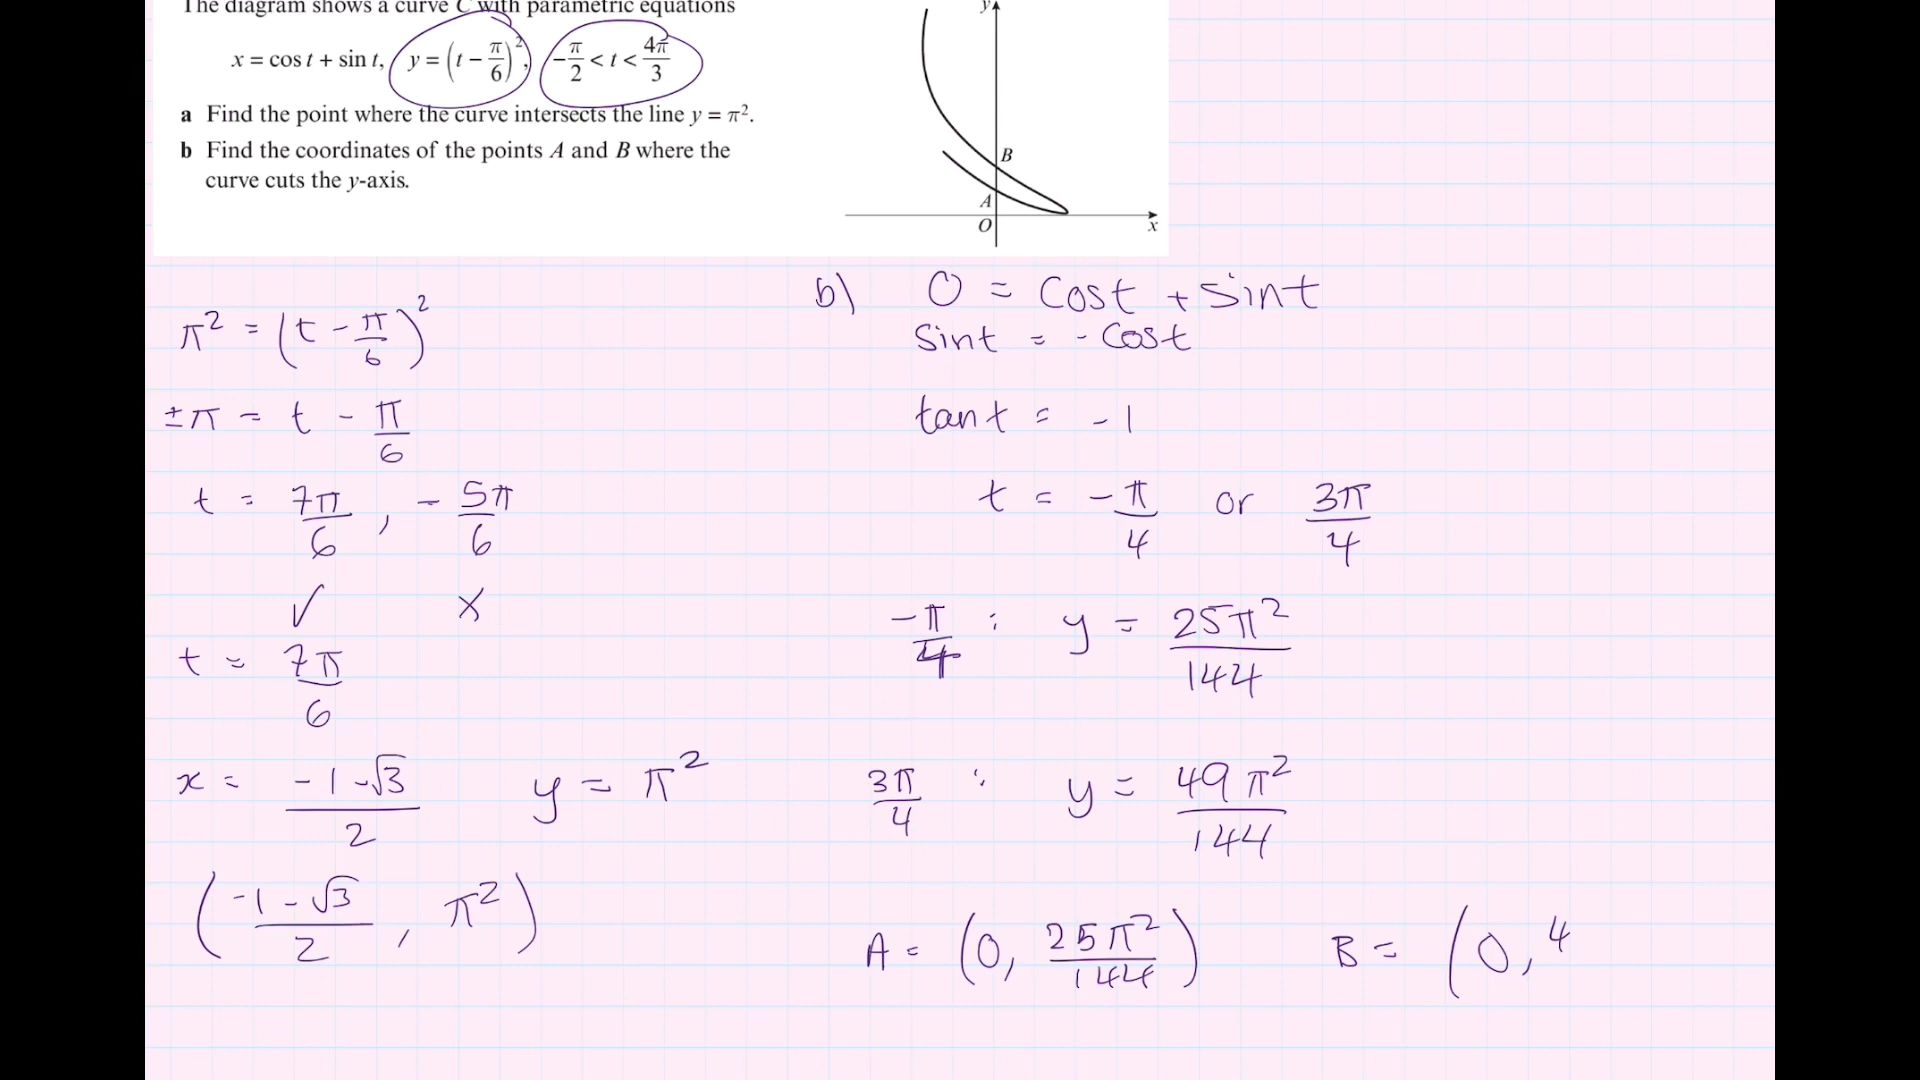 The diagram shows a curve C with parametric equations
x = cos t + sin t, y = (t − π/6)², −π/2 < t < 4π/3
a Find the point where the curve intersects the line y = π².
b Find the coordinates of the points A and B where the
curve cuts the y-axis.
y
B
A
O
x
π² = (t − π/6)²
±π = t − π/6
t = 7π/6, −5π/6
✓ x
t = 7π/6
x = (−1−√3)/2 y = π²
((−1−√3)/2, π²)
b) 0 = Cost + Sint
Sint = −Cost
tan t = −1
t = −π/4 or 3π/4
−π/4 : y = 25π²/144
3π/4 : y = 49π²/144
A = (0, 25π²/144) B = (0, 4